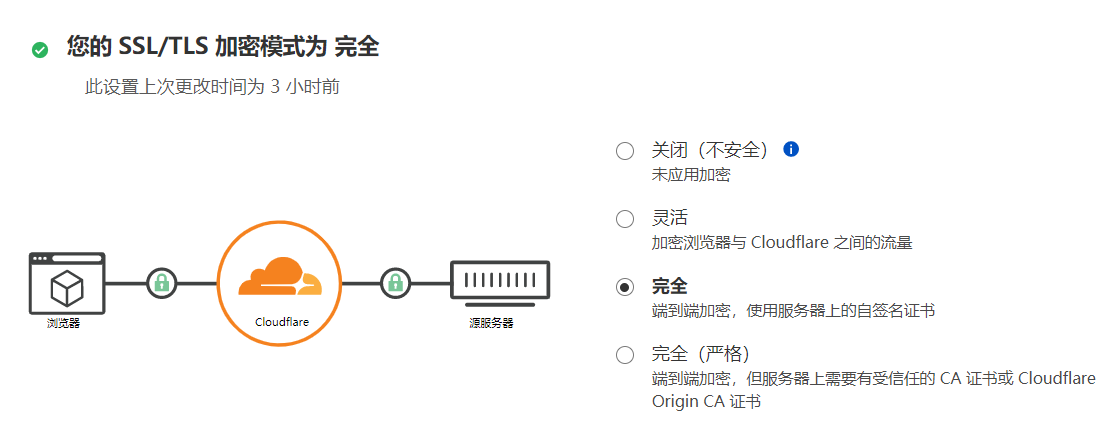 您的 SSL/TLS 加密模式为 完全
此设置上次更改时间为 3 小时前
浏览器
Cloudflare
源服务器
关闭（不安全）
未应用加密
灵活
加密浏览器与 Cloudflare 之间的流量
完全
端到端加密，使用服务器上的自签名证书
完全（严格）
端到端加密，但服务器上需要有受信任的 CA 证书或 Cloudflare
Origin CA 证书